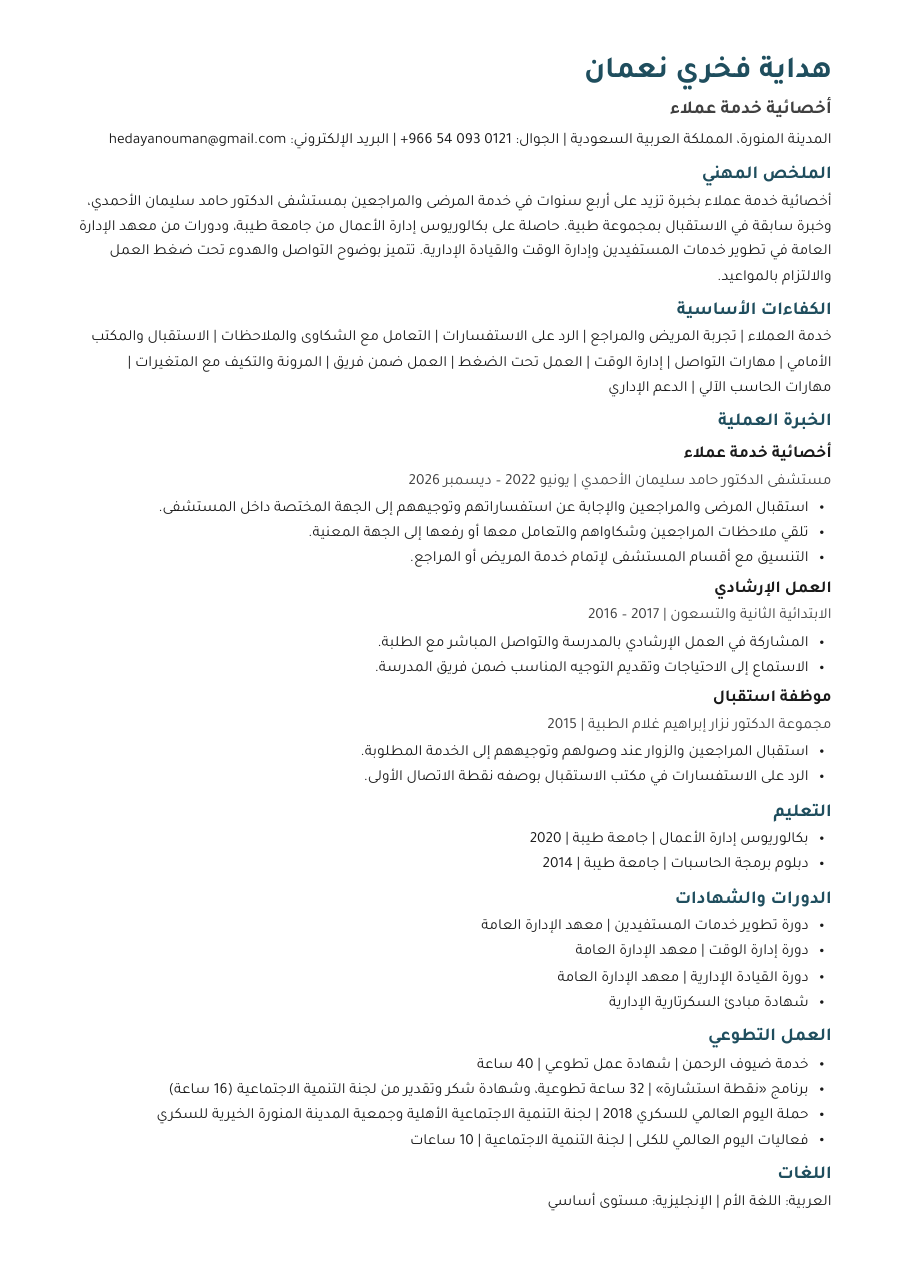 هداية فخري نعمان
أخصائية خدمة عملاء
المدينة المنورة، المملكة العربية السعودية | الجوال: 0121 093 54 966+ | البريد الإلكتروني: hedayanouman@gmail.com
الملخص المهني
أخصائية خدمة عملاء بخبرة تزيد على أربع سنوات في خدمة المرضى والمراجعين بمستشفى الدكتور حامد سليمان الأحمدي،
وخبرة سابقة في الاستقبال بمجموعة طبية. حاصلة على بكالوريوس إدارة الأعمال من جامعة طيبة، ودورات من معهد الإدارة
العامة في تطوير خدمات المستفيدين وإدارة الوقت والقيادة الإدارية. تتميز بوضوح التواصل والهدوء تحت ضغط العمل
والالتزام بالمواعيد.
الكفاءات الأساسية
خدمة العملاء | تجربة المريض والمراجع | الرد على الاستفسارات | التعامل مع الشكاوى والملاحظات | الاستقبال والمكتب
الأمامي | مهارات التواصل | إدارة الوقت | العمل تحت الضغط | العمل ضمن فريق | المرونة والتكيف مع المتغيرات |
مهارات الحاسب الآلي | الدعم الإداري
الخبرة العملية
أخصائية خدمة عملاء
مستشفى الدكتور حامد سليمان الأحمدي | يونيو 2022 – ديسمبر 2026
• استقبال المرضى والمراجعين والإجابة عن استفساراتهم وتوجيههم إلى الجهة المختصة داخل المستشفى.
• تلقي ملاحظات المراجعين وشكاواهم والتعامل معها أو رفعها إلى الجهة المعنية.
• التنسيق مع أقسام المستشفى لإتمام خدمة المريض أو المراجع.
العمل الإرشادي
الابتدائية الثانية والتسعون | 2017 – 2016
• المشاركة في العمل الإرشادي بالمدرسة والتواصل المباشر مع الطلبة.
• الاستماع إلى الاحتياجات وتقديم التوجيه المناسب ضمن فريق المدرسة.
موظفة استقبال
مجموعة الدكتور نزار إبراهيم غلام الطبية | 2015
• استقبال المراجعين والزوار عند وصولهم وتوجيههم إلى الخدمة المطلوبة.
• الرد على الاستفسارات في مكتب الاستقبال بوصفه نقطة الاتصال الأولى.
التعليم
• بكالوريوس إدارة الأعمال | جامعة طيبة | 2020
• دبلوم برمجة الحاسبات | جامعة طيبة | 2014
الدورات والشهادات
• دورة تطوير خدمات المستفيدين | معهد الإدارة العامة
• دورة إدارة الوقت | معهد الإدارة العامة
• دورة القيادة الإدارية | معهد الإدارة العامة
• شهادة مبادئ السكرتارية الإدارية
العمل التطوعي
• خدمة ضيوف الرحمن | شهادة عمل تطوعي | 40 ساعة
• برنامج «نقطة استشارة» | 32 ساعة تطوعية، وشهادة شكر وتقدير من لجنة التنمية الاجتماعية (16 ساعة)
• حملة اليوم العالمي للسكري 2018 | لجنة التنمية الاجتماعية الأهلية وجمعية المدينة المنورة الخيرية للسكري
• فعاليات اليوم العالمي للكلى | لجنة التنمية الاجتماعية | 10 ساعات
اللغات
العربية: اللغة الأم | الإنجليزية: مستوى أساسي